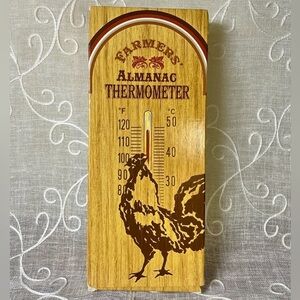 FARMERS'
ALMANAC
THERMOMETER
°F °C
120 50
110
100 40
90
80 30